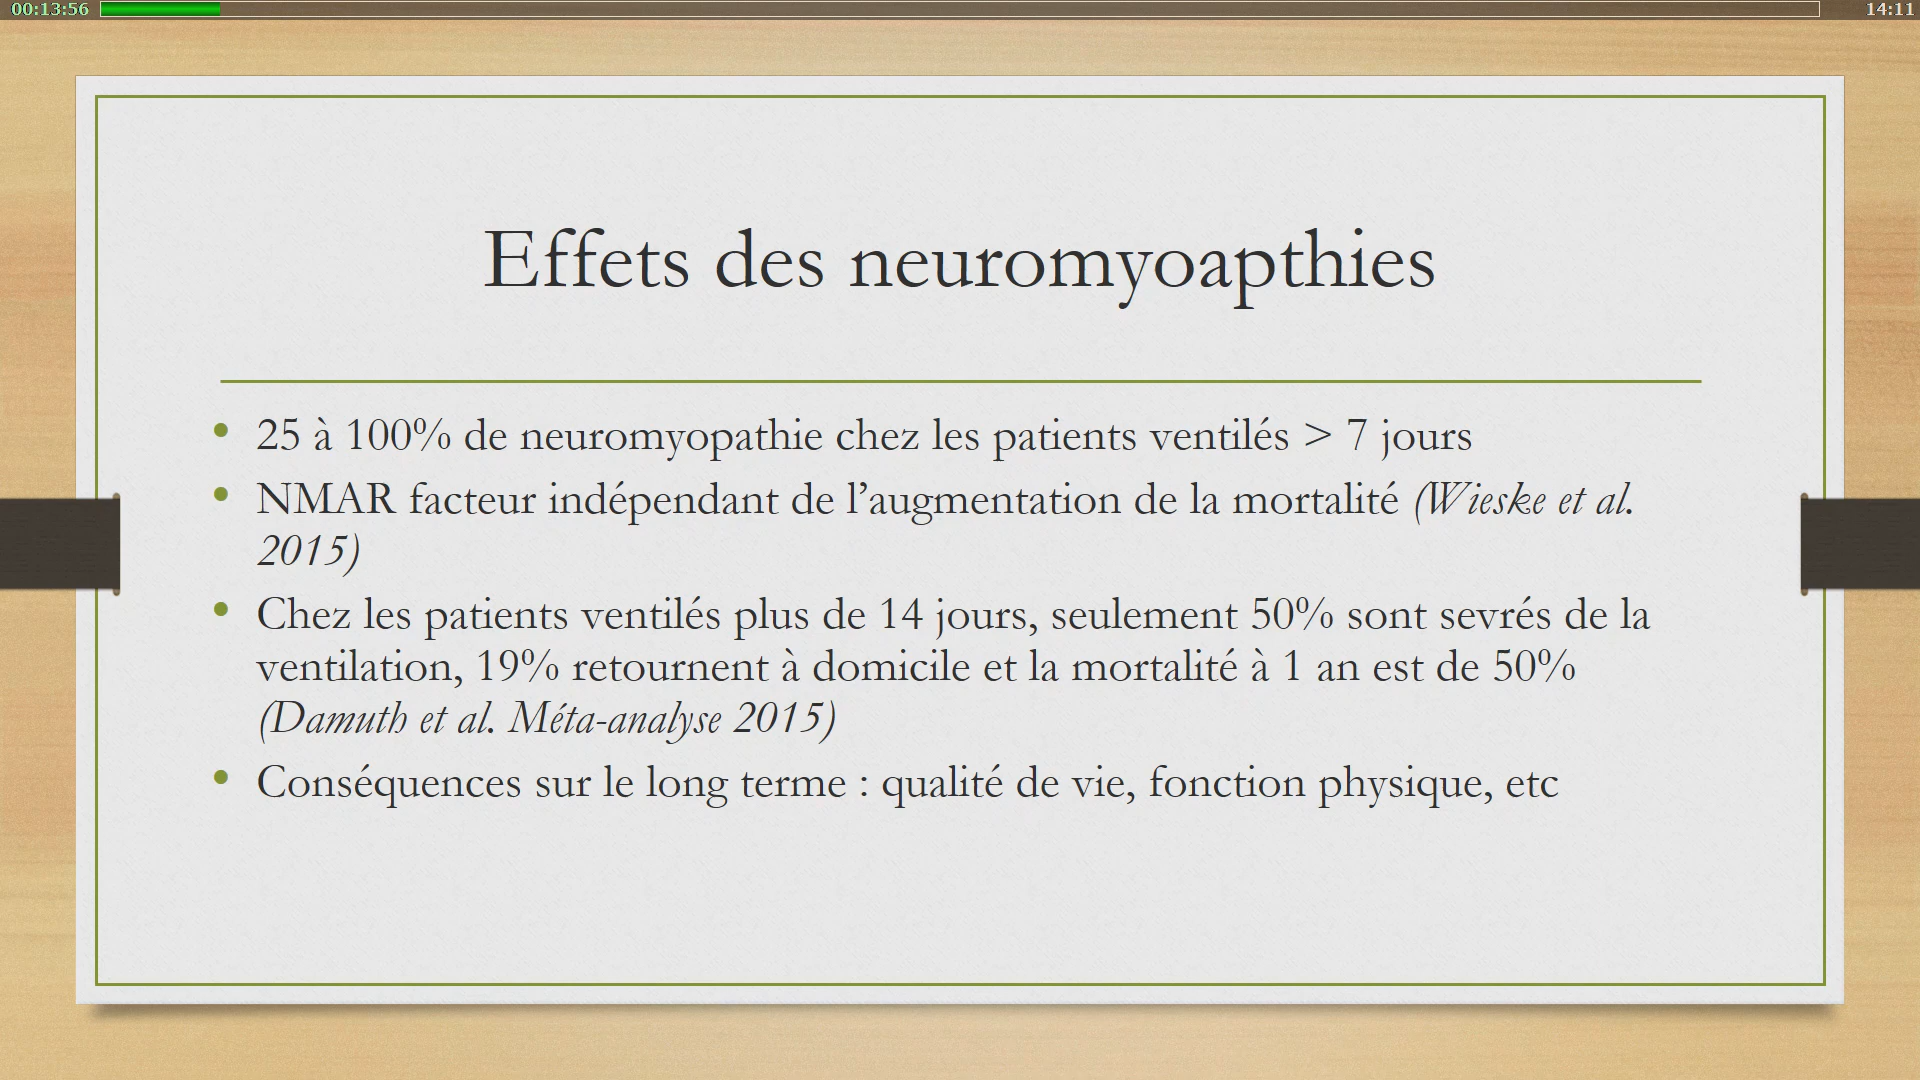 00:13:56
14:11
Effets des neuromyoapthies
• 25 à 100% de neuromyopathie chez les patients ventilés > 7 jours
• NMAR facteur indépendant de l’augmentation de la mortalité (Wieske et al.
2015)
• Chez les patients ventilés plus de 14 jours, seulement 50% sont sevrés de la
ventilation, 19% retournent à domicile et la mortalité à 1 an est de 50%
(Damuth et al. Méta-analyse 2015)
• Conséquences sur le long terme : qualité de vie, fonction physique, etc